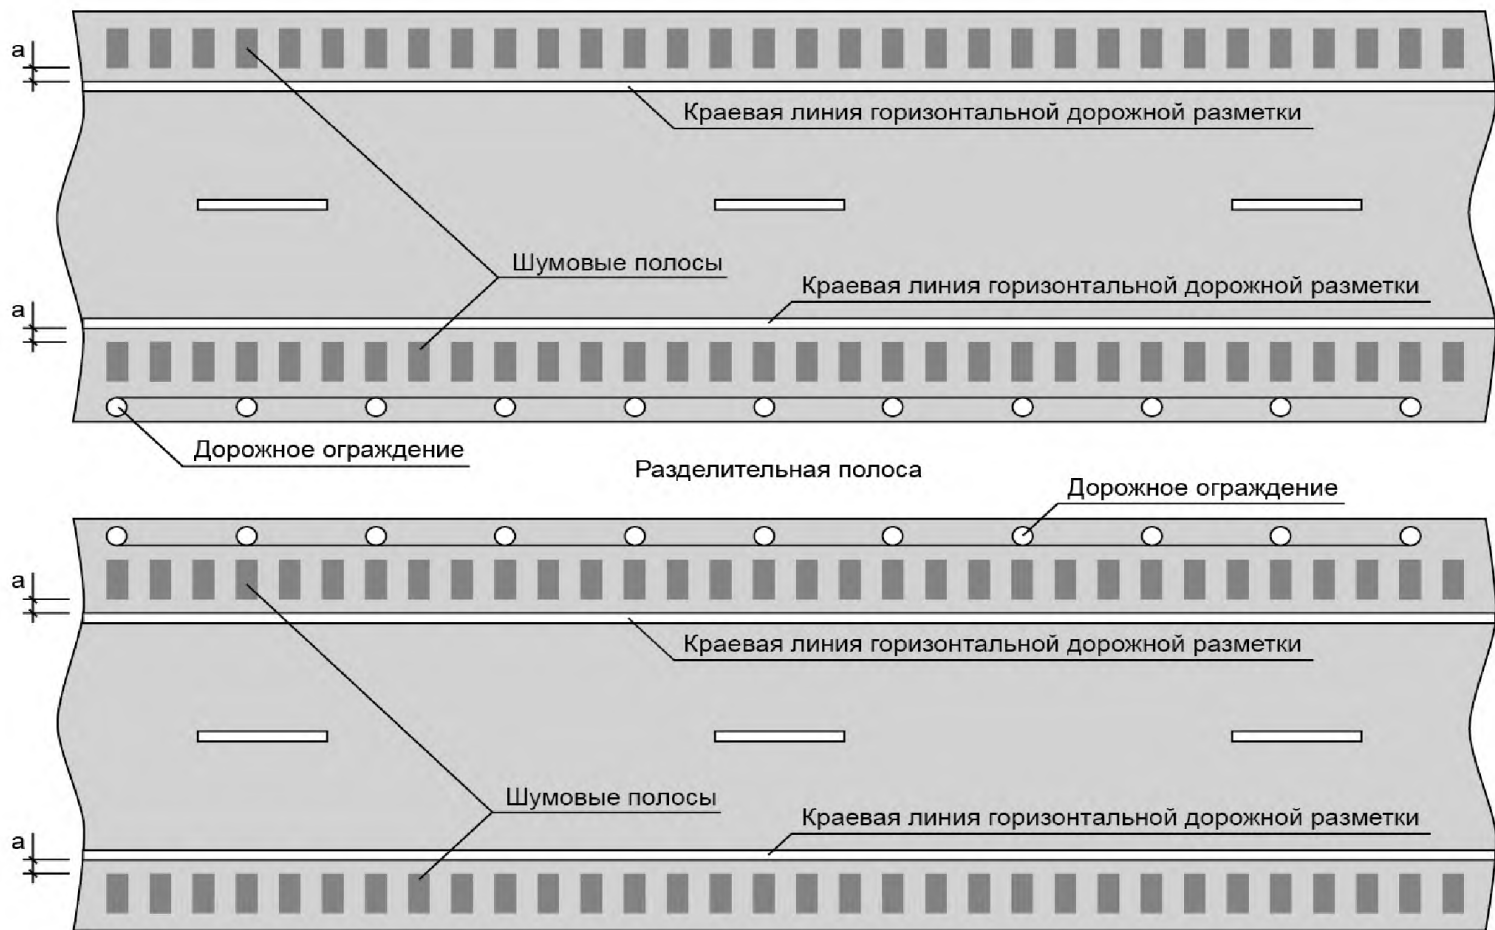 a
Краевая линия горизонтальной дорожной разметки
Шумовые полосы
Краевая линия горизонтальной дорожной разметки
a
Дорожное ограждение
Разделительная полоса
Дорожное ограждение
a
Краевая линия горизонтальной дорожной разметки
Шумовые полосы
Краевая линия горизонтальной дорожной разметки
a